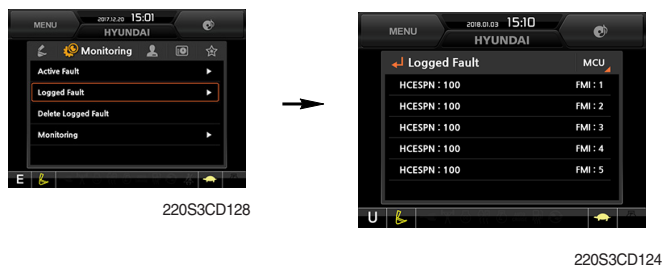 MENU
2017.12.20 15:01
HYUNDAI
Monitoring
Active Fault
Logged Fault
Delete Logged Fault
Monitoring
E
220S3CD128
MENU
2018.01.03 15:10
HYUNDAI
Logged Fault MCU
HCESPN : 100 FMI : 1
HCESPN : 100 FMI : 2
HCESPN : 100 FMI : 3
HCESPN : 100 FMI : 4
HCESPN : 100 FMI : 5
U
220S3CD124